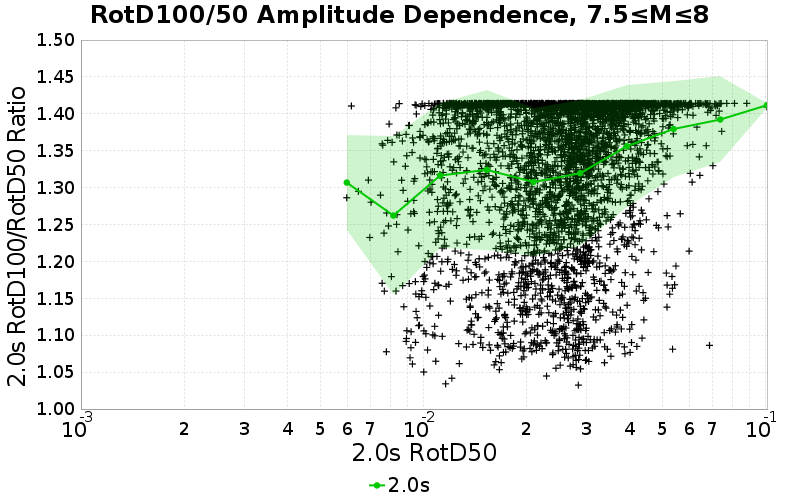 RotD100/50 Amplitude Dependence, 7.5≤M≤8
2.0s RotD100/RotD50 Ratio
1.50
1.45
1.40
1.35
1.30
1.25
1.20
1.15
1.10
1.05
1.00
10-3 2 3 4 5 6 7 10-2 2 3 4 5 6 7 10-1
2.0s RotD50
2.0s